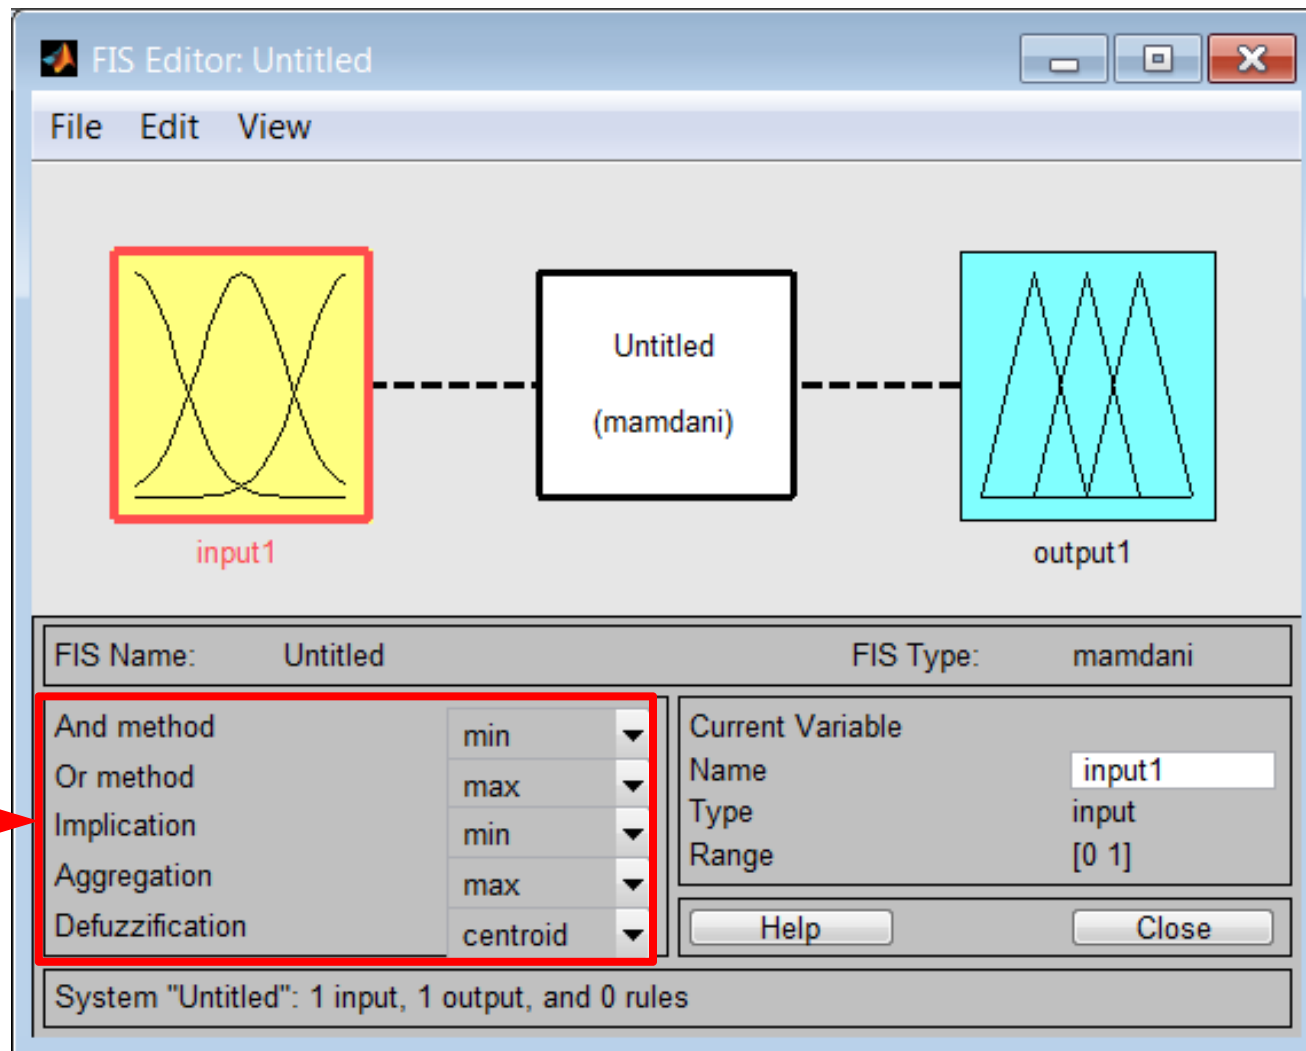 FIS Editor: Untitled
File Edit View
Untitled
(mamdani)
input1
output1
FIS Name: Untitled FIS Type: mamdani
And method min
Or method max
Implication min
Aggregation max
Defuzzification centroid
Current Variable
Name input1
Type input
Range [0 1]
Help Close
System "Untitled": 1 input, 1 output, and 0 rules